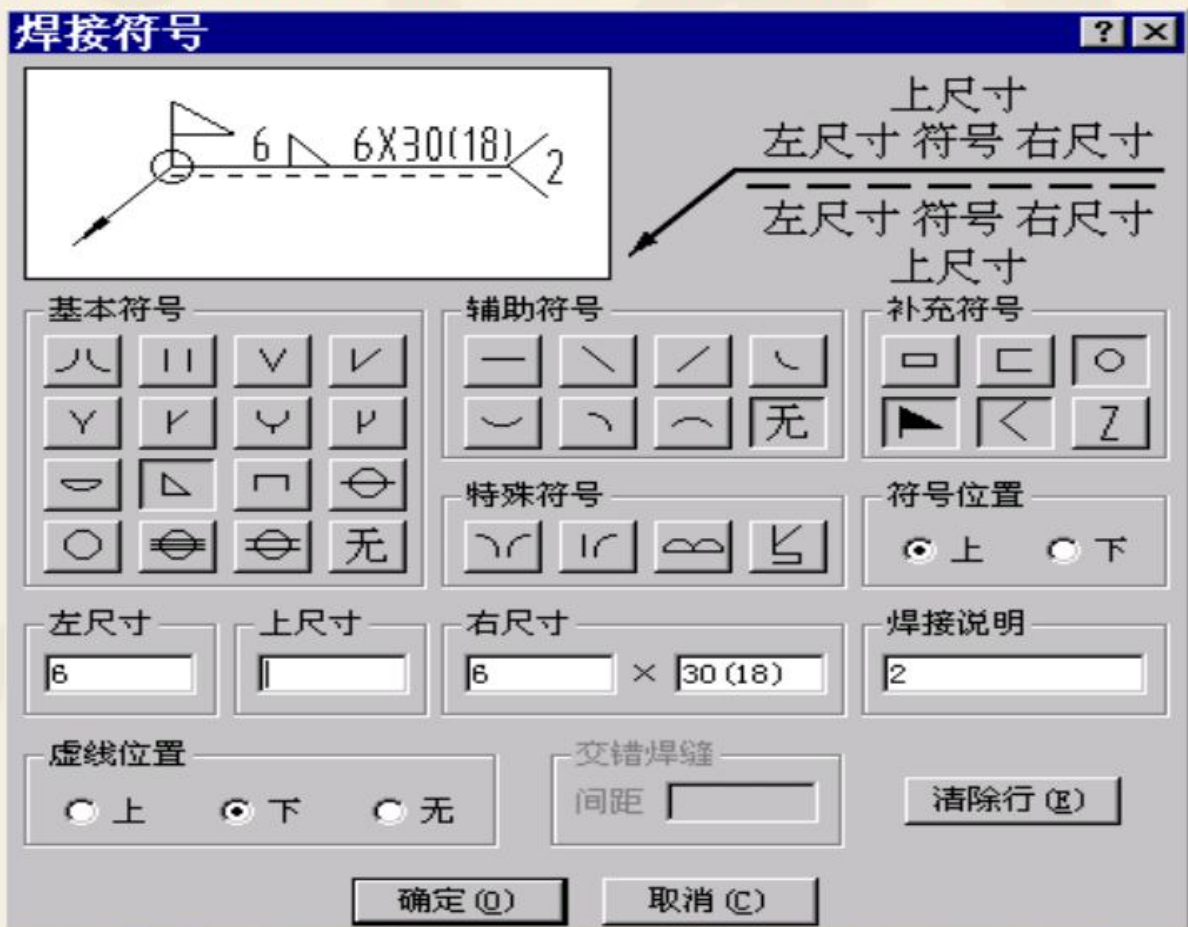 焊接符号
6 6X30(18) 2
上尺寸
左尺寸 符号 右尺寸
左尺寸 符号 右尺寸
上尺寸
基本符号
无
辅助符号
无
补充符号
特殊符号
符号位置
上 下
左尺寸
6
上尺寸
右尺寸
6 × 30(18)
焊接说明
2
虚线位置
上 下 无
交错焊缝
间距
清除行(E)
确定(O) 取消(C)